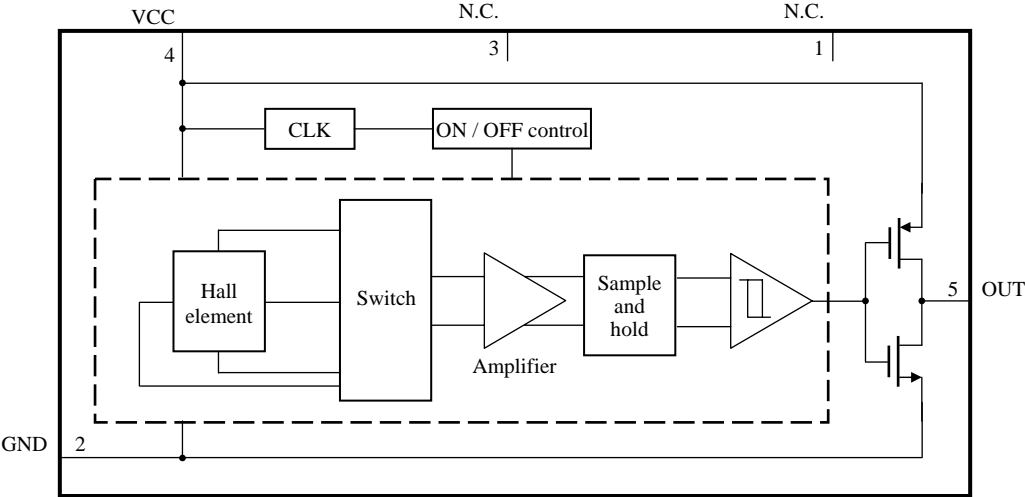 VCC
N.C.
N.C.
4
3
1
CLK
ON / OFF control
Hall
element
Switch
Amplifier
Sample
and
hold
5
OUT
GND
2